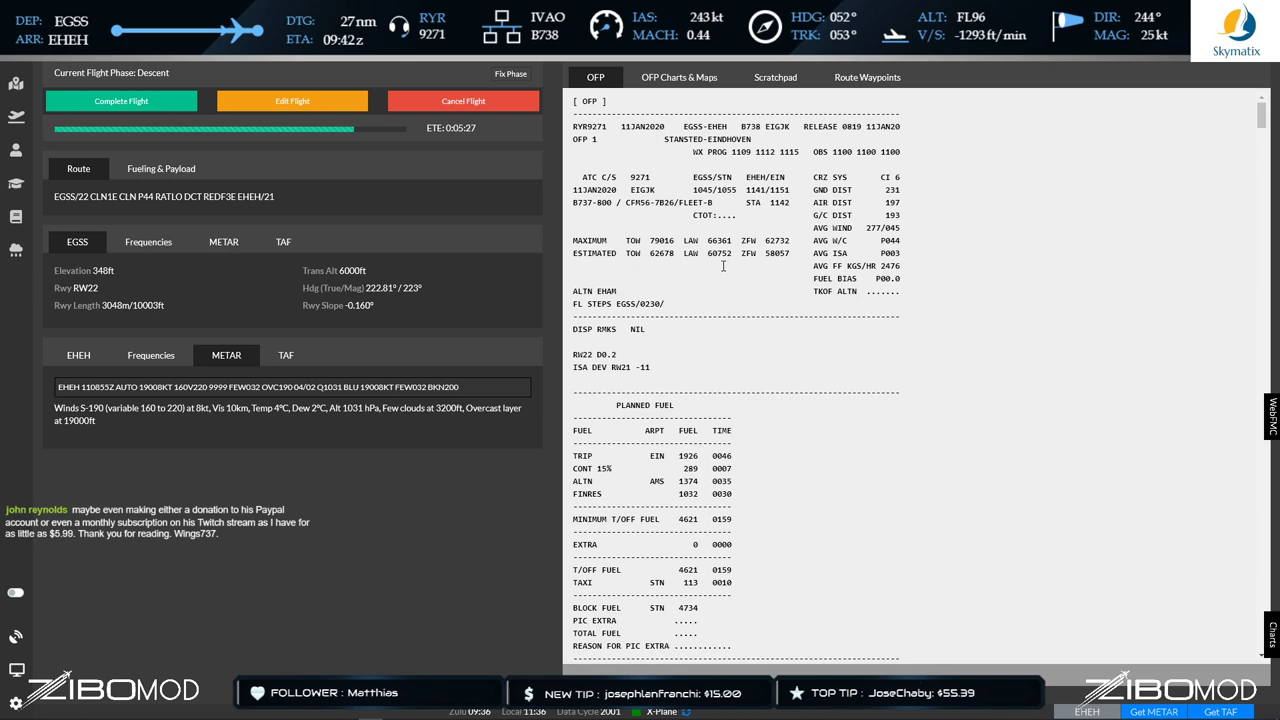 DEP: EGSS
ARR: EHEH
DTG: 27nm
ETA: 09:42z
RYR
9271
IVAO
B738
IAS: 243 kt
MACH: 0.44
HDG: 052°
TRK: 053°
ALT: FL96
V/S: -1293ft/min
DIR: 244°
MAG: 25 kt
Skymatix
Current Flight Phase: Descent
Fix Phase
Complete Flight
Edit Flight
Cancel Flight
ETE: 0:05:27
Route
Fueling & Payload
EGSS/22 CLN1E CLN P44 RATLO DCT REDF3E EHEH/21
EGSS
Frequencies
METAR
TAF
Elevation 348ft
Trans Alt 6000ft
Rwy RW22
Hdg (True/Mag) 222.81° / 223°
Rwy Length 3048m/10003ft
Rwy Slope -0.160°
EHEH
Frequencies
METAR
TAF
EHEH 110855Z AUTO 19008KT 160V220 9999 FEW032 OVC190 04/02 Q1031 BLU 19008KT FEW032 BKN200
Winds S-190 (variable 160 to 220) at 8kt, Vis 10km, Temp 4°C, Dew 2°C, Alt 1031 hPa, Few clouds at 3200ft, Overcast layer
at 19000ft
john reynolds maybe even making either a donation to his Paypal
account or even a monthly subscription on his Twitch stream as I have for
as little as $5.99. Thank you for reading. Wings737.
OFP
OFP Charts & Maps
Scratchpad
Route Waypoints
[ OFP ]
--------------------------------------------------------------------
RYR9271 11JAN2020 EGSS-EHEH B738 EIGJK RELEASE 0819 11JAN20
OFP 1 STANSTED-EINDHOVEN
WX PROG 1109 1112 1115 OBS 1100 1100 1100
ATC C/S 9271 EGSS/STN EHEH/EIN CRZ SYS CI 6
11JAN2020 EIGJK 1045/1055 1141/1151 GND DIST 231
B737-800 / CFM56-7B26/FLEET-B STA 1142 AIR DIST 197
CTOT:.... G/C DIST 193
AVG WIND 277/045
MAXIMUM TOW 79016 LAW 66361 ZFW 62732 AVG W/C P044
ESTIMATED TOW 62678 LAW 60752 ZFW 58057 AVG ISA P003
AVG FF KGS/HR 2476
FUEL BIAS P00.0
ALTN EHAM TKOF ALTN .......
FL STEPS EGSS/0230/
--------------------------------------------------------------------
DISP RMKS NIL
RW22 D0.2
ISA DEV RW21 -11
--------------------------------------------------------------------
PLANNED FUEL
---------------------------------
FUEL ARPT FUEL TIME
---------------------------------
TRIP EIN 1926 0046
CONT 15% 289 0007
ALTN AMS 1374 0035
FINRES 1032 0030
---------------------------------
MINIMUM T/OFF FUEL 4621 0159
---------------------------------
EXTRA 0 0000
---------------------------------
T/OFF FUEL 4621 0159
TAXI STN 113 0010
---------------------------------
BLOCK FUEL STN 4734
PIC EXTRA .....
TOTAL FUEL .....
REASON FOR PIC EXTRA ............
--------------------------------------------------------------------
WebFMC
Charts
ZIBOMOD
FOLLOWER : Matthias
NEW TIP : josephlanfranchi: $15.00
TOP TIP : JoseChaby: $55.39
ZIBOMOD
Zulu 09:36 Local 11:36 Data Cycle 2001 X-Plane
EHEH
Get METAR
Get TAF